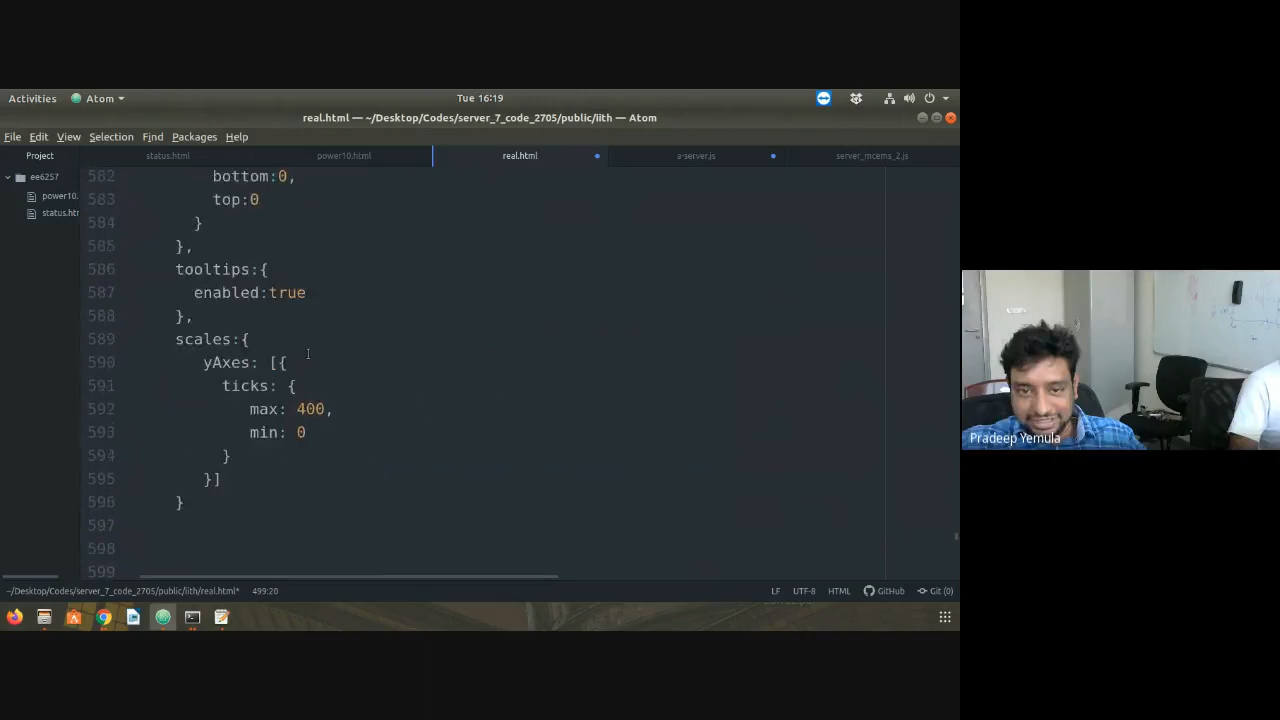 Activities Atom Tue 16:19
real.html — ~/Desktop/Codes/server_7_code_2705/public/iith — Atom
File Edit View Selection Find Packages Help
Project status.html power10.html real.html a-server.js server_mcems_2.js
ee6257
power10.
status.htr
582 bottom:0,
583 top:0
584 }
585 },
586 tooltips:{
587 enabled:true
588 },
589 scales:{
590 yAxes: [{
591 ticks: {
592 max: 400,
593 min: 0
594 }
595 }]
596 }
597
598
599
~/Desktop/Codes/server_7_code_2705/public/iith/real.html* 499:20 LF UTF-8 HTML GitHub Git (0)
Pradeep Yemula